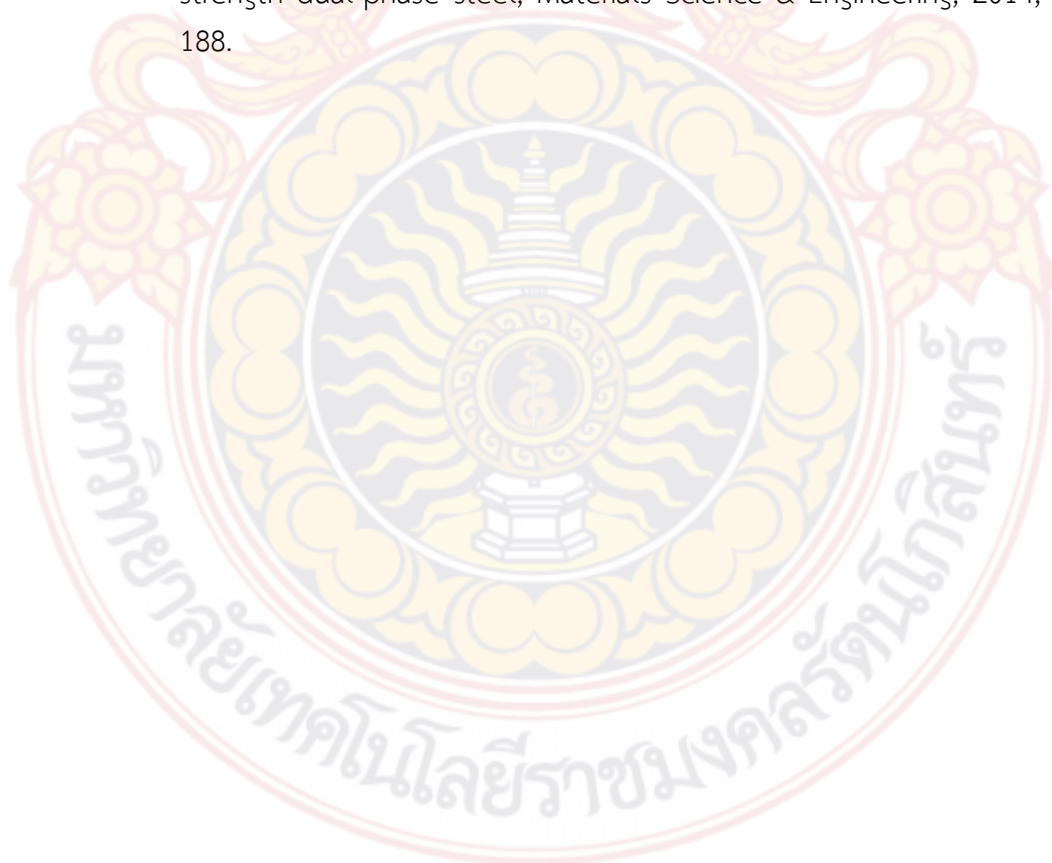 strength dual-phase steel, Materials Science & Engineering, 2014,
188.
มหาวิทยาลัยเทคโนโลยีราชมงคลรัตนโกสินทร์